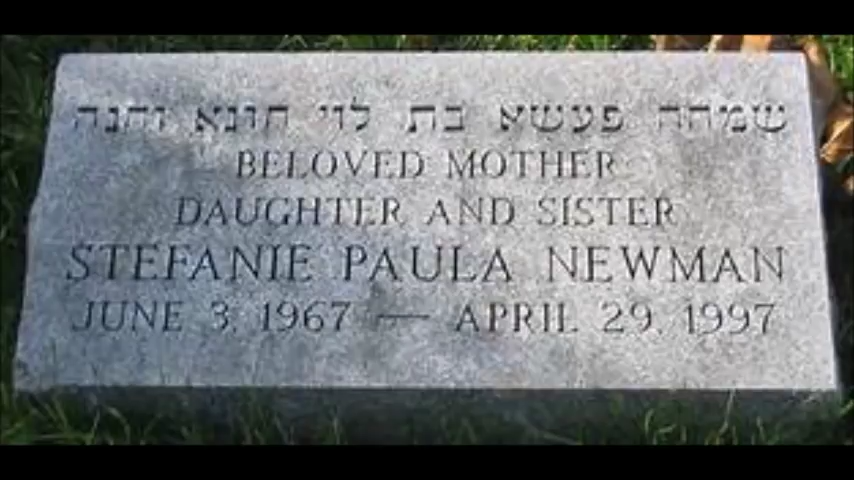 שמחה פעשא בת לוי חונא וחנה
BELOVED MOTHER
DAUGHTER AND SISTER
STEFANIE PAULA NEWMAN
JUNE 3, 1967 — APRIL 29, 1997